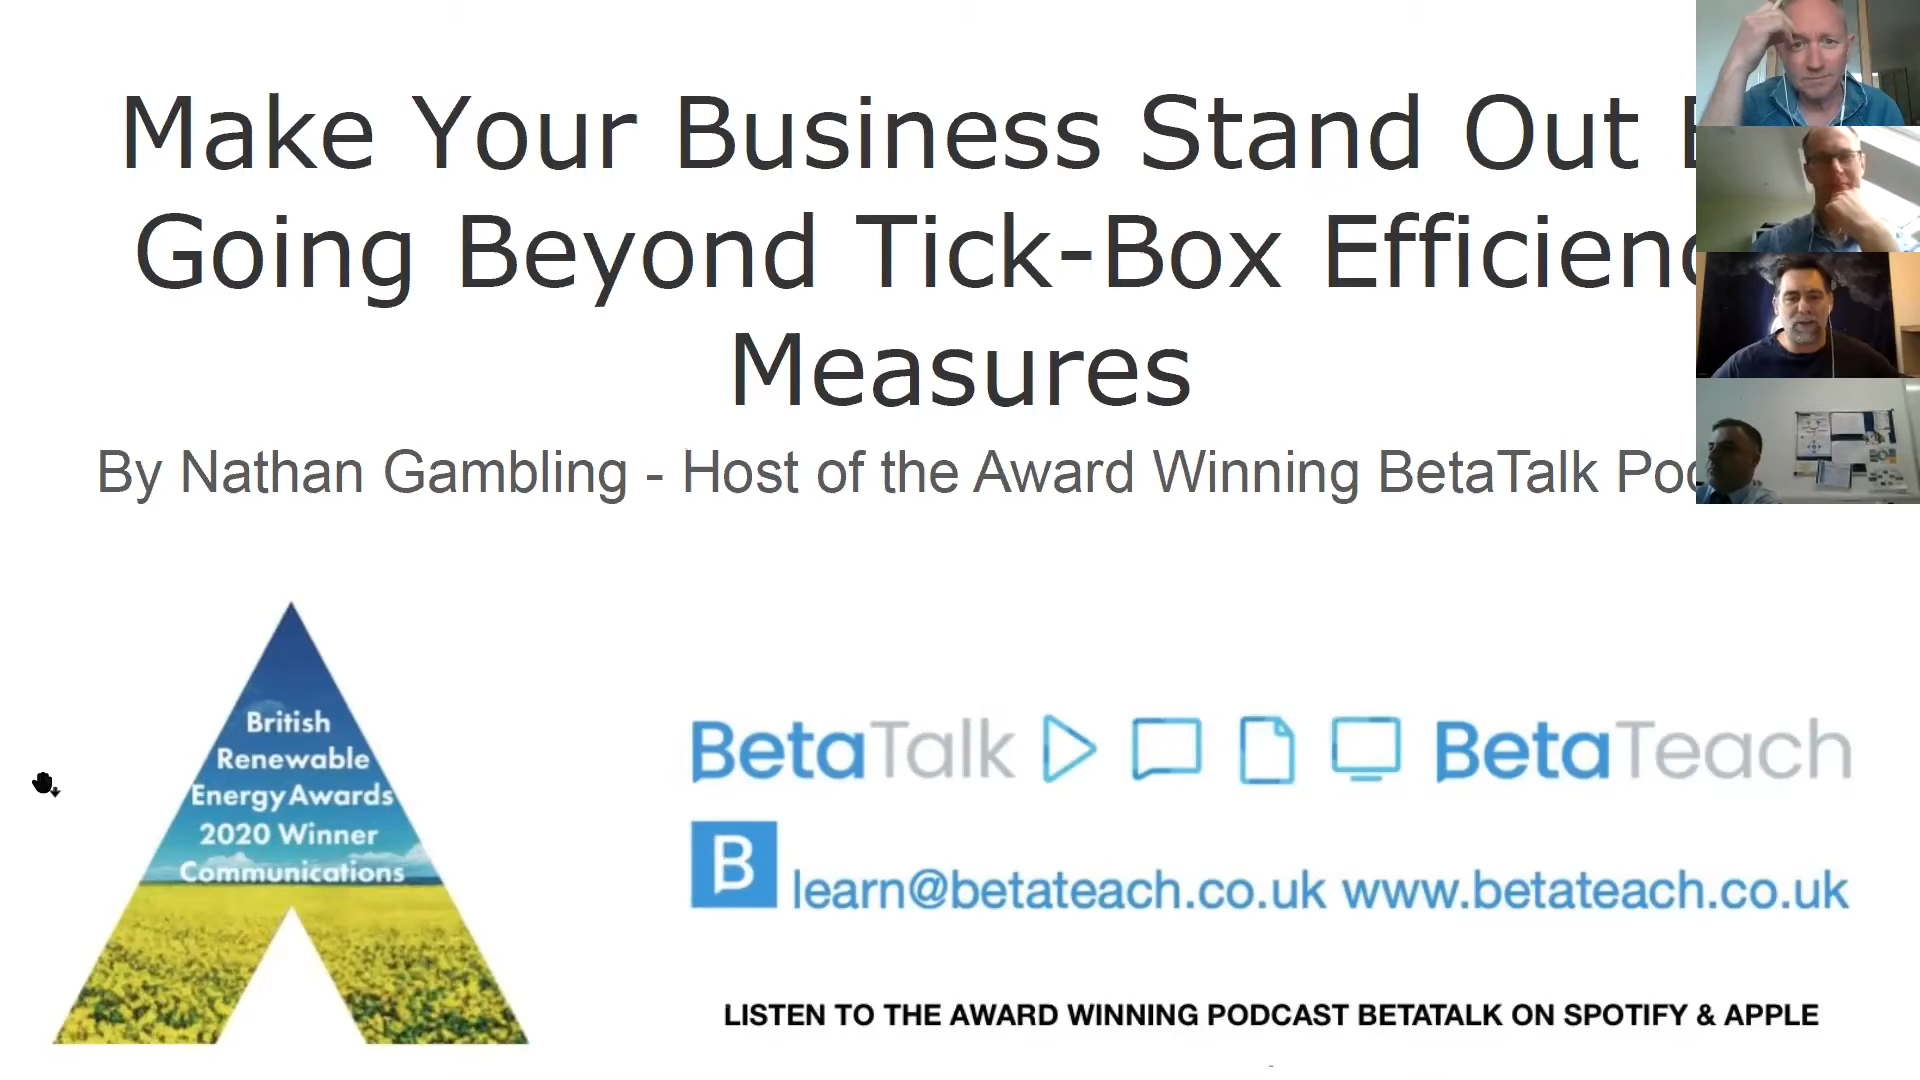 Make Your Business Stand Out
Going Beyond Tick-Box Efficienc
Measures
By Nathan Gambling - Host of the Award Winning BetaTalk Pod
British
Renewable
Energy Awards
2020 Winner
Communications
BetaTalk BetaTeach
B learn@betateach.co.uk www.betateach.co.uk
LISTEN TO THE AWARD WINNING PODCAST BETATALK ON SPOTIFY & APPLE